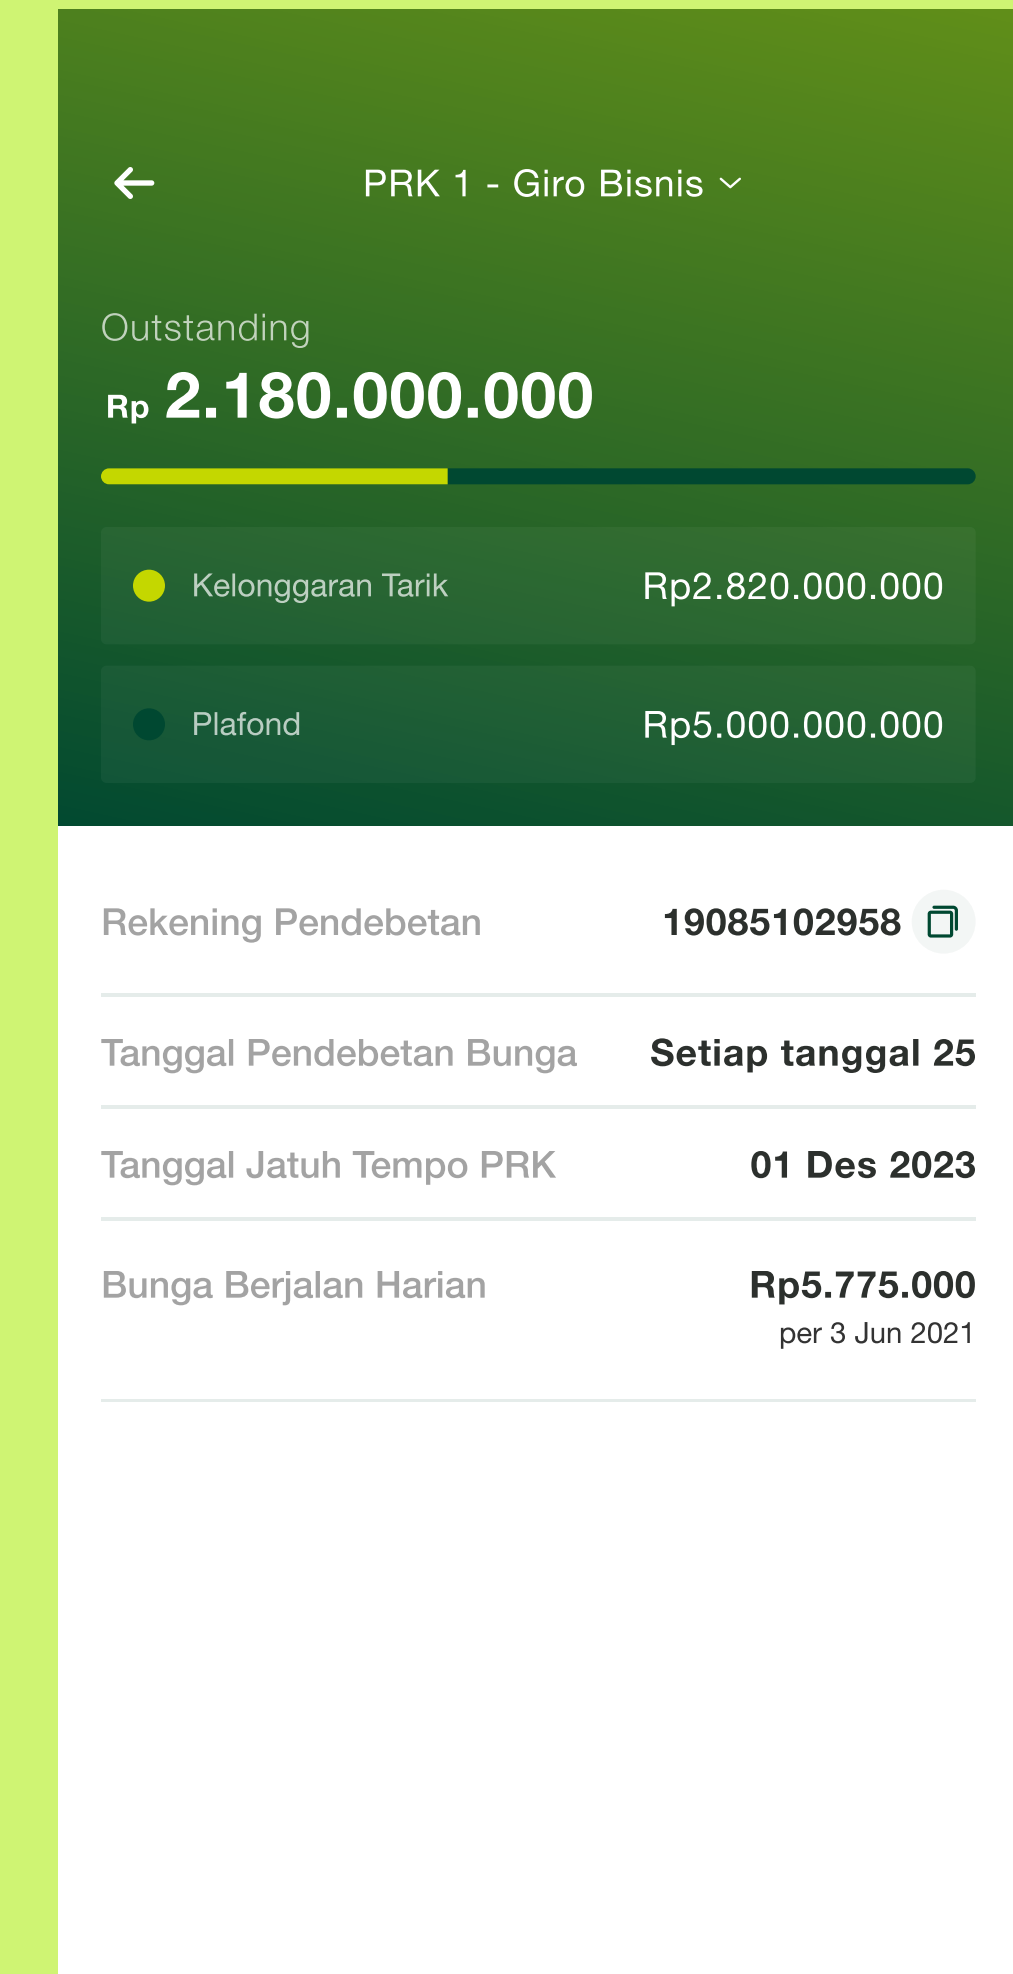 PRK 1 - Giro Bisnis
Outstanding
Rp 2.180.000.000
Kelonggaran Tarik Rp2.820.000.000
Plafond Rp5.000.000.000
Rekening Pendebetan 19085102958
Tanggal Pendebetan Bunga Setiap tanggal 25
Tanggal Jatuh Tempo PRK 01 Des 2023
Bunga Berjalan Harian Rp5.775.000
per 3 Jun 2021